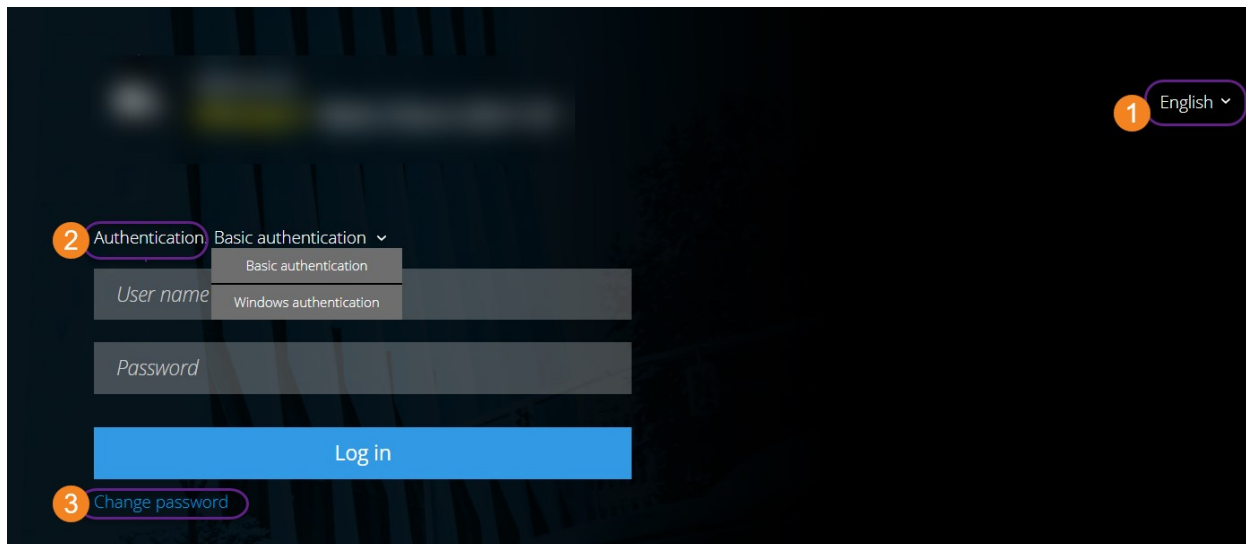 1 English
2 Authentication: Basic authentication
Basic authentication
User name
Windows authentication
Password
Log in
3 Change password